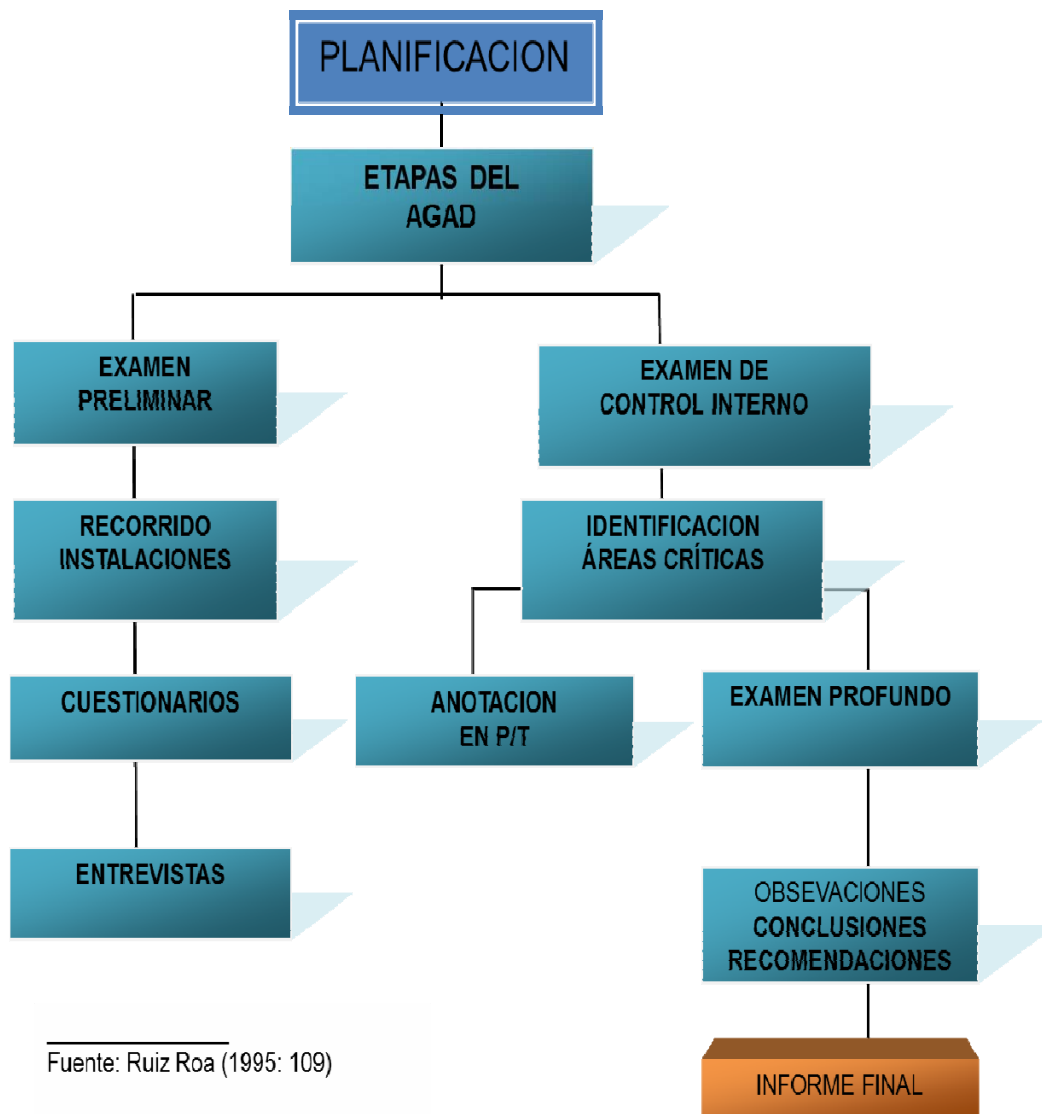 PLANIFICACION
ETAPAS DEL
AGAD
EXAMEN
PRELIMINAR
EXAMEN DE
CONTROL INTERNO
RECORRIDO
INSTALACIONES
IDENTIFICACION
ÁREAS CRÍTICAS
CUESTIONARIOS
ANOTACION
EN P/T
EXAMEN PROFUNDO
ENTREVISTAS
OBSEVACIONES
CONCLUSIONES
RECOMENDACIONES
INFORME FINAL
Fuente: Ruiz Roa (1995: 109)